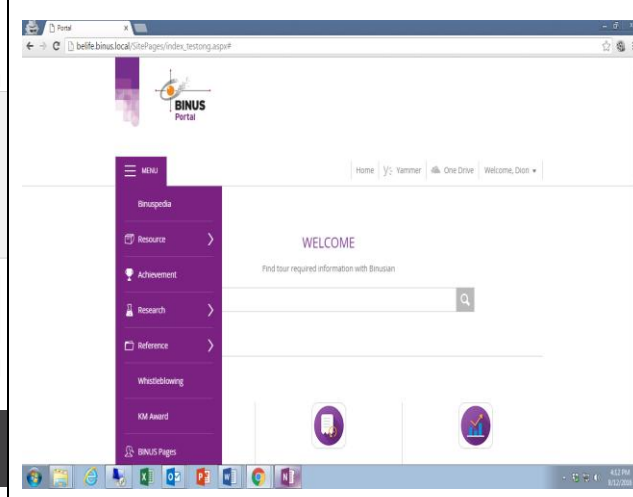 Portal
belife.binus.local/SitePages/index_testong.aspx#
BINUS
Portal
MENU
Home Yammer One Drive Welcome, Dion
Binuspedia
Resource
WELCOME
Find tour required information with Binusian
Achievement
Research
Reference
Whistleblowing
KM Award
BINUS Pages
4:12 PM